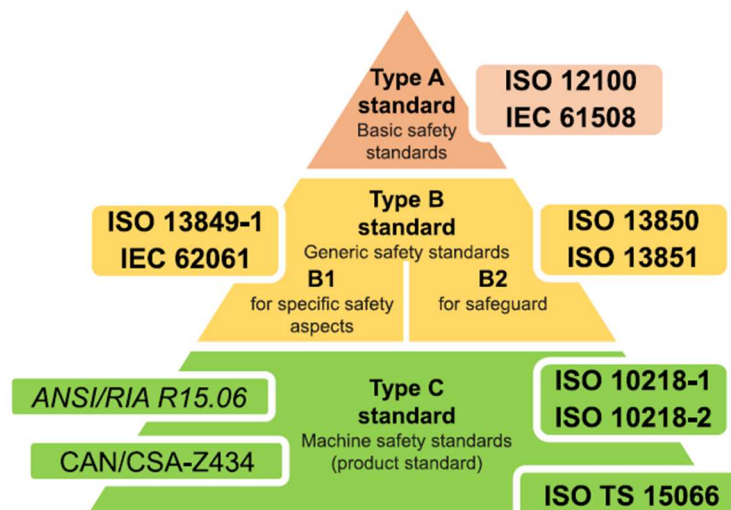 Type A
standard
Basic safety
standards
ISO 12100
IEC 61508
ISO 13849-1
IEC 62061
Type B
standard
Generic safety standards
B1
for specific safety
aspects
B2
for safeguard
ISO 13850
ISO 13851
ANSI/RIA R15.06
CAN/CSA-Z434
Type C
standard
Machine safety standards
(product standard)
ISO 10218-1
ISO 10218-2
ISO TS 15066